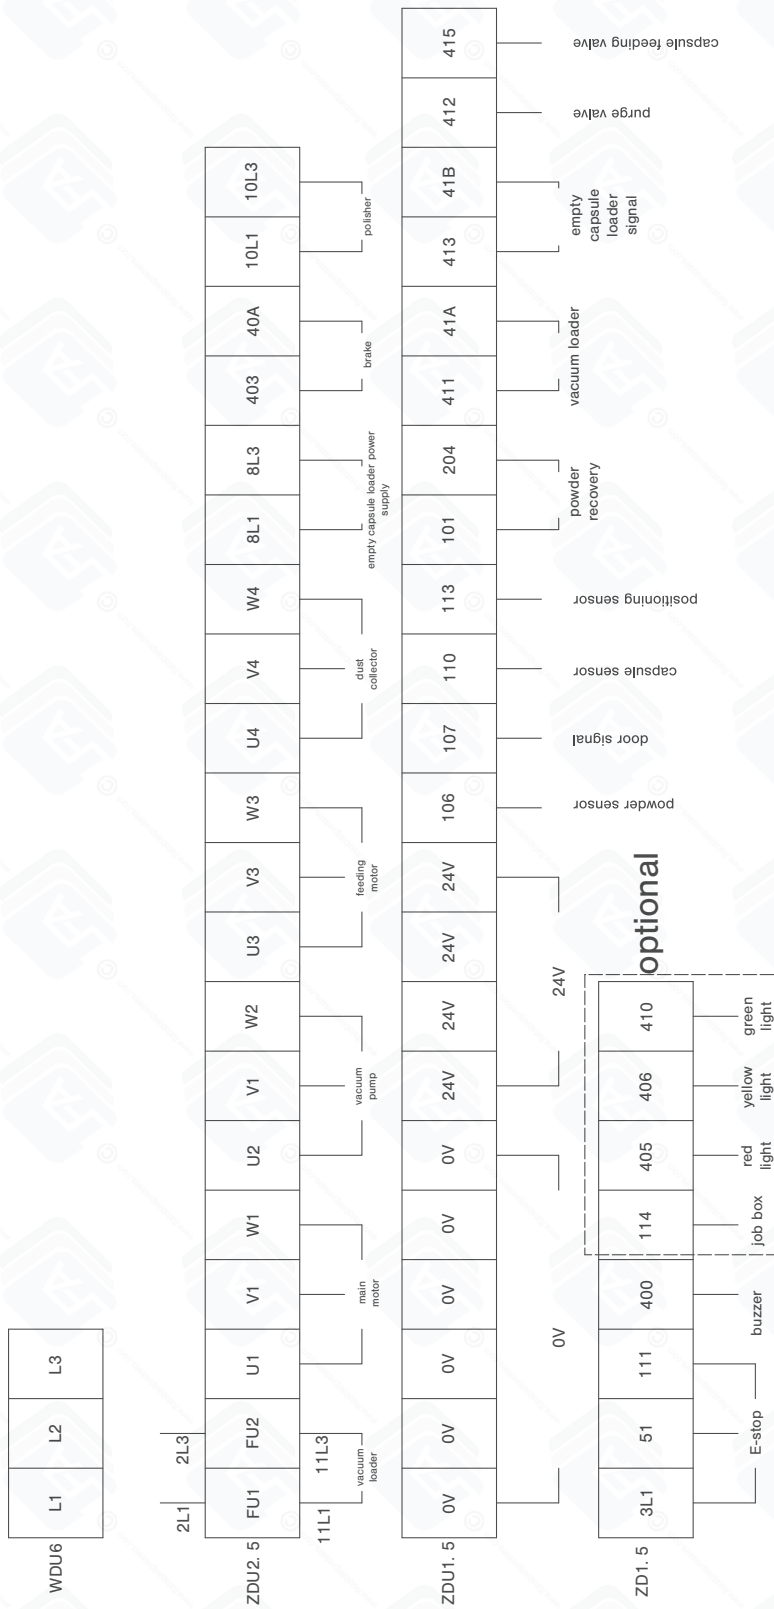 WDU6
L1
L2
L3
2L1
2L3
ZDU2. 5
FU1
FU2
U1
V1
W1
U2
V1
W2
U3
V3
W3
U4
V4
W4
8L1
8L3
403
40A
10L1
10L3
11L1
11L3
vacuum
loader
main
motor
vacuum
pump
feeding
motor
dust
collector
empty capsule loader power
supply
brake
polisher
ZDU1. 5
0V
0V
0V
0V
0V
0V
24V
24V
24V
24V
106
107
110
113
101
204
411
41A
413
41B
412
415
0V
24V
powder sensor
door signal
capsule sensor
positioning sensor
powder
recovery
vacuum loader
empty
capsule
loader
signal
purge valve
capsule feeding valve
ZD1. 5
3L1
51
111
400
114
405
406
410
optional
E-stop
buzzer
job box
red
light
yellow
light
green
light